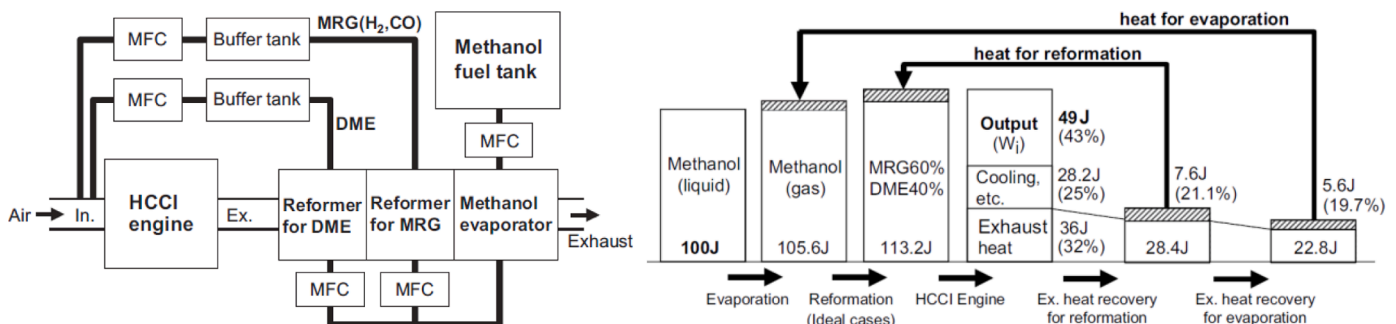 MRG(H₂,CO)
MFC
Buffer tank
Methanol
fuel tank
MFC
Buffer tank
DME
MFC
HCCI
engine
Air
In.
Ex.
Reformer
for DME
Reformer
for MRG
Methanol
evaporator
Exhaust
MFC
MFC
heat for evaporation
heat for reformation
Methanol
(liquid)
100J
Methanol
(gas)
105.6J
MRG60%
DME40%
113.2J
Output
(Wᵢ)
49J
(43%)
Cooling,
etc.
28.2J
(25%)
Exhaust
heat
36J
(32%)
7.6J
(21.1%)
28.4J
5.6J
(19.7%)
22.8J
Evaporation
Reformation
(Ideal cases)
HCCI Engine
Ex. heat recovery
for reformation
Ex. heat recovery
for evaporation